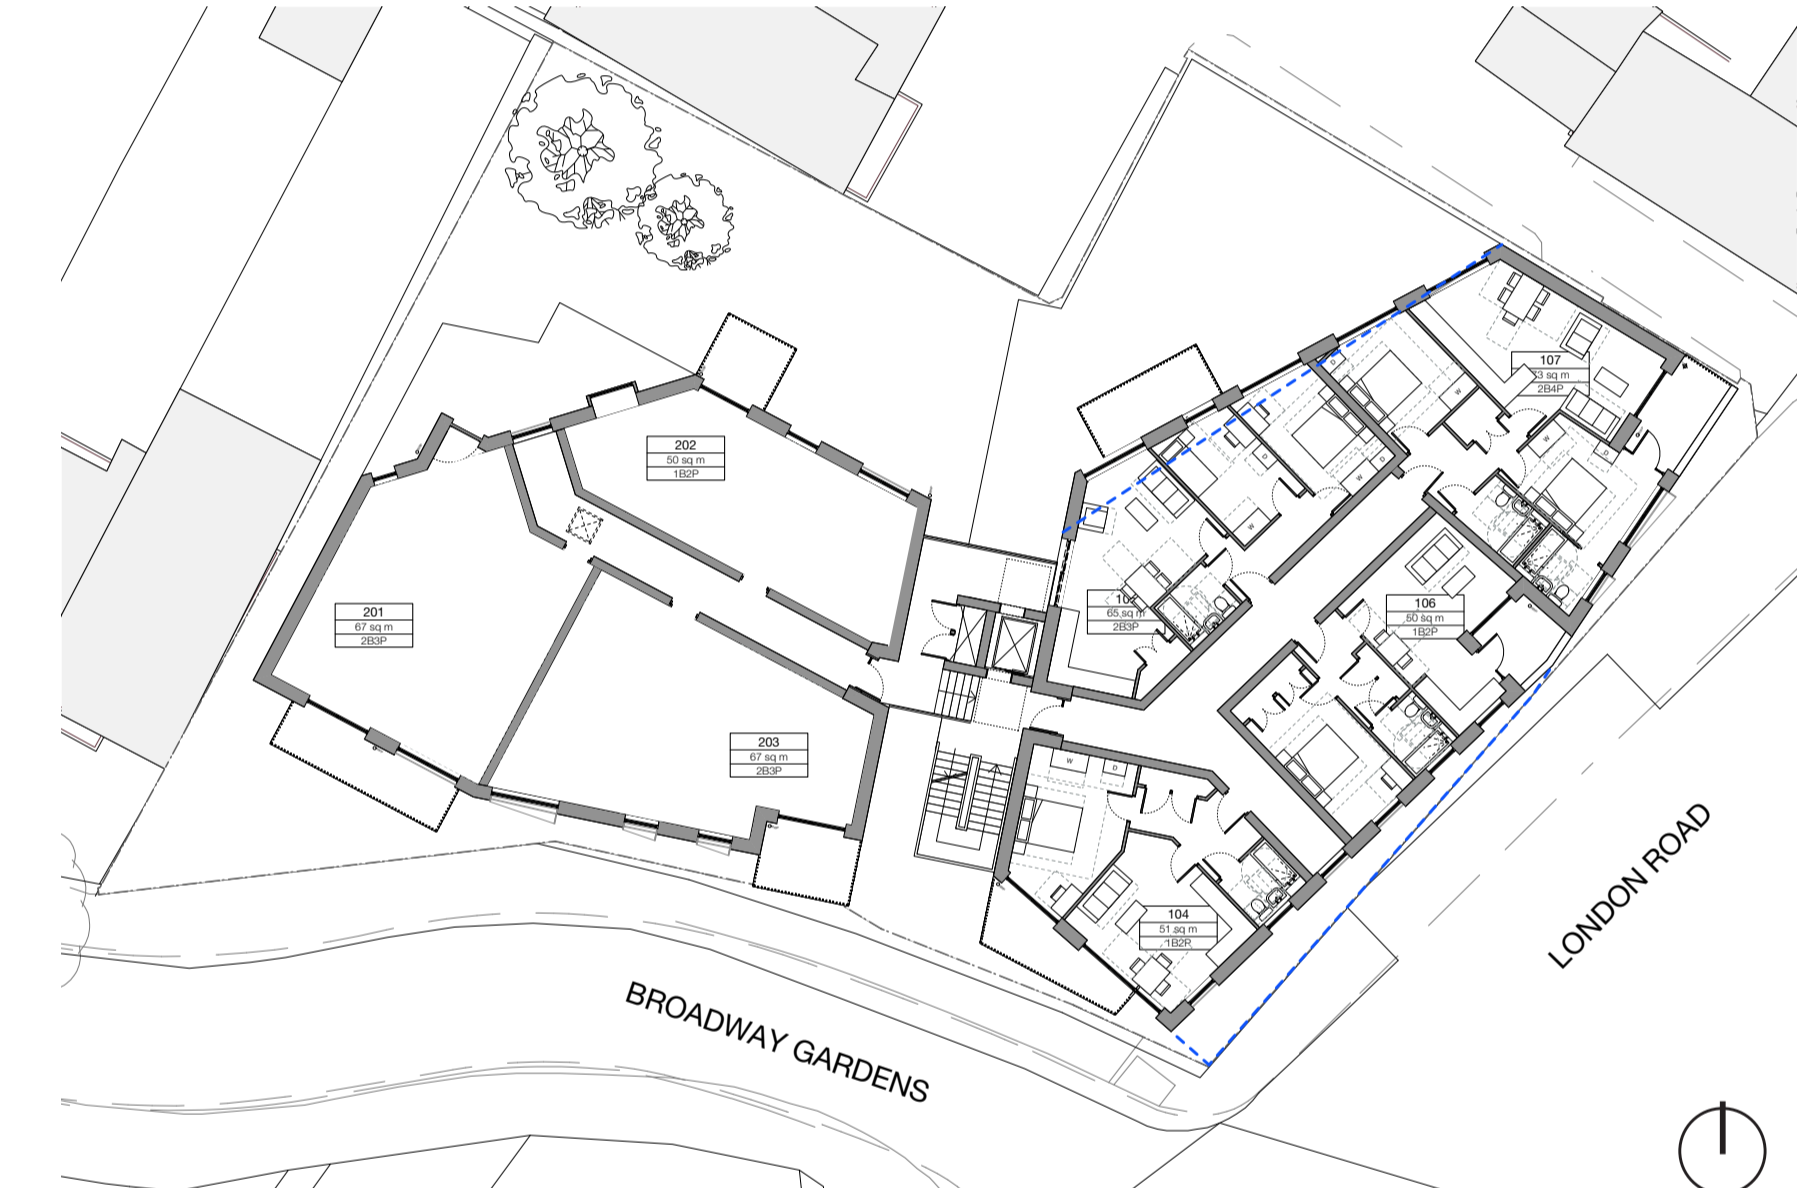 107
2B4P
202
50 sq m
1B2P
201
67 sq m
2B3P
65 sq m
2B3P
106
50 sq m
1B2P
203
67 sq m
2B3P
104
51 sq m
1B2P
W
D
BROADWAY GARDENS
LONDON ROAD